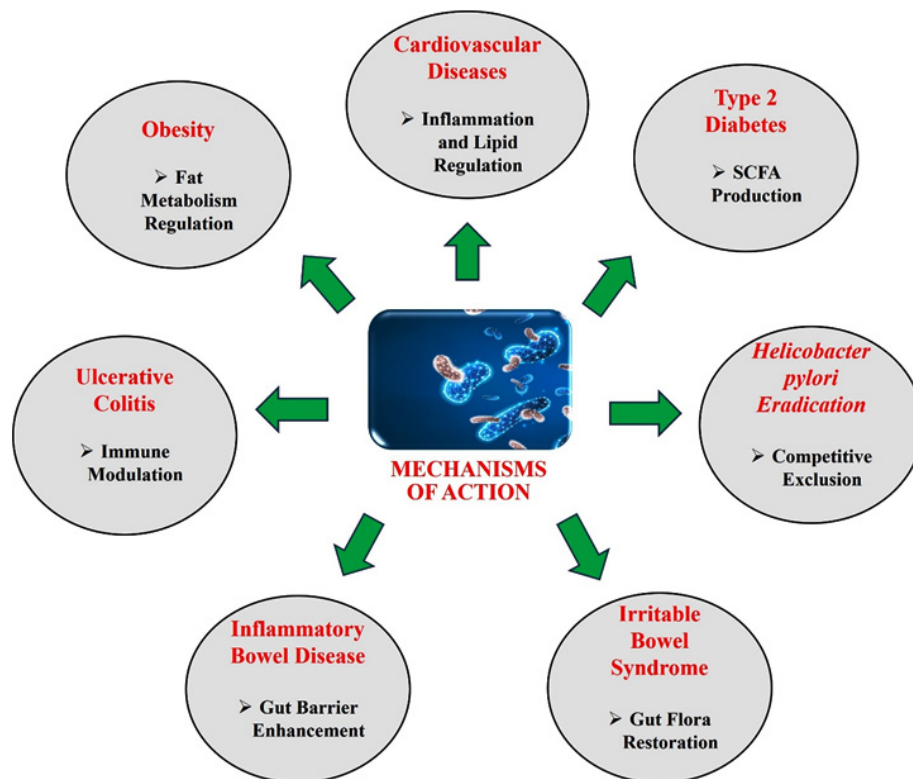 Cardiovascular
Diseases
➢ Inflammation
and Lipid
Regulation
Type 2
Diabetes
➢ SCFA
Production
Helicobacter
pylori
Eradication
➢ Competitive
Exclusion
Irritable
Bowel
Syndrome
➢ Gut Flora
Restoration
Inflammatory
Bowel Disease
➢ Gut Barrier
Enhancement
Ulcerative
Colitis
➢ Immune
Modulation
Obesity
➢ Fat
Metabolism
Regulation
MECHANISMS
OF ACTION